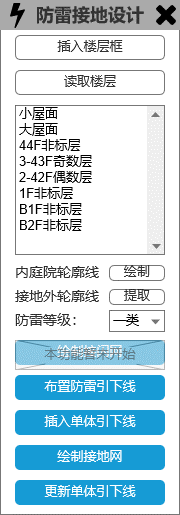 防雷接地设计
插入楼层框
读取楼层
小屋面
大屋面
44F非标层
3-43F奇数层
2-42F偶数层
1F非标层
B1F非标层
B2F非标层
内庭院轮廓线 绘制
接地外轮廓线 提取
防雷等级： 一类
本功能暂未开始
布置防雷引下线
插入单体引下线
绘制接地网
更新单体引下线